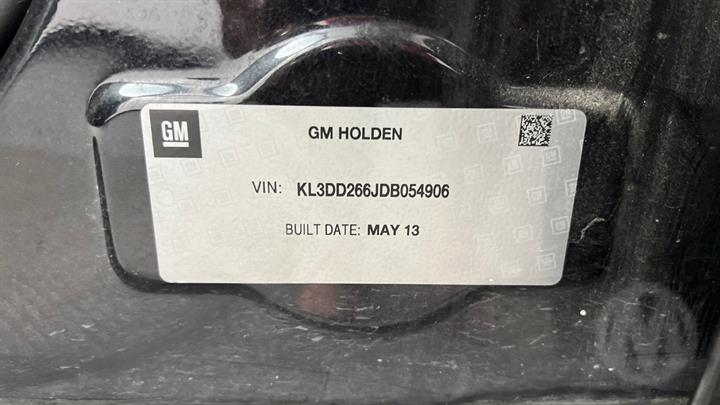 GM
GM HOLDEN
VIN: KL3DD266JDB054906
BUILT DATE: MAY 13